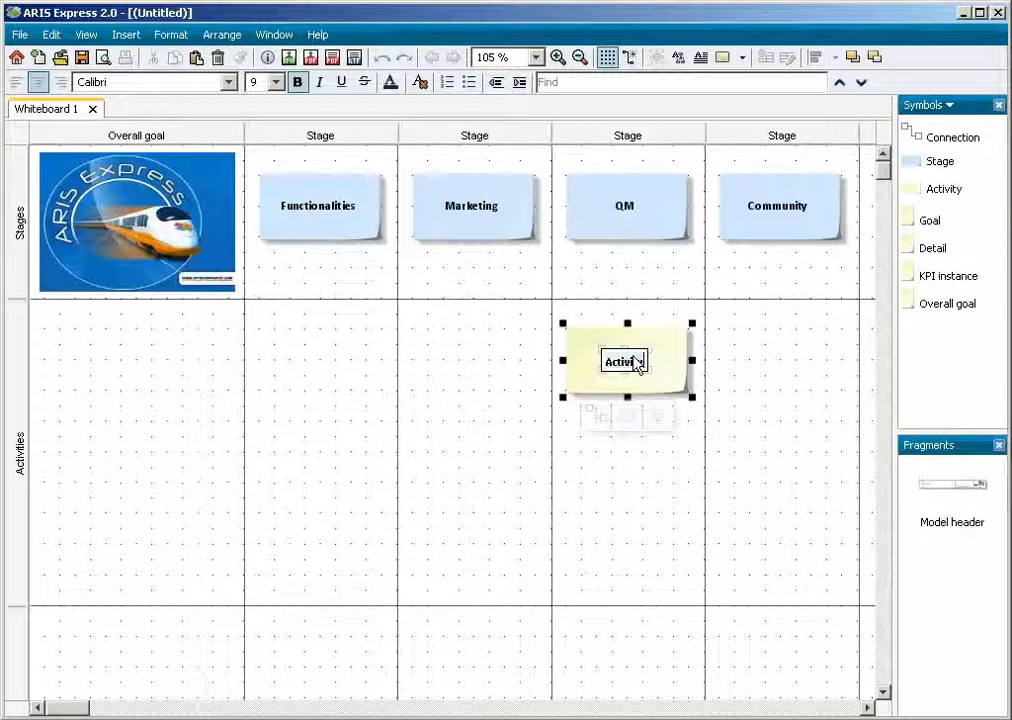 ARIS Express 2.0 - [(Untitled)]
File Edit View Insert Format Arrange Window Help
105 %
Calibri 9 B I U S A Find
Whiteboard 1
Symbols
Overall goal Stage Stage Stage Stage
Connection
Stage
Activity
Goal
Detail
KPI instance
Overall goal
Stages
ARIS Express
Functionalities Marketing QM Community
Activities
Fragments
Model header